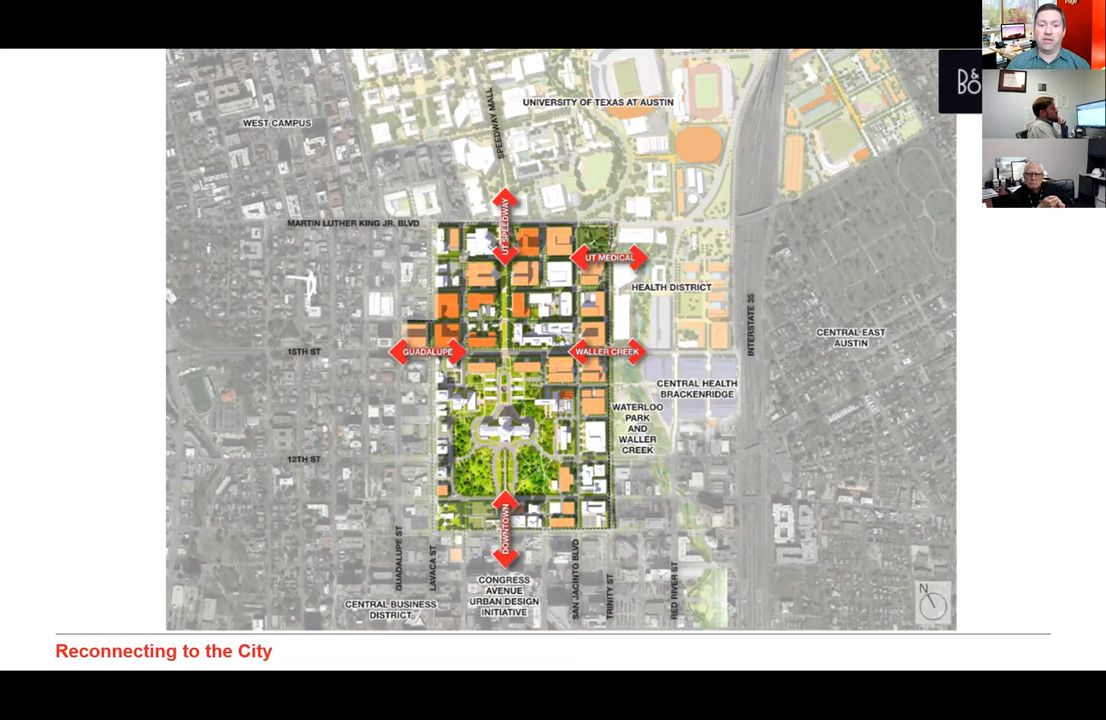 Page
B&
BO
UNIVERSITY OF TEXAS AT AUSTIN
WEST CAMPUS
SPEEDWAY MALL
MARTIN LUTHER KING JR. BLVD
UT SPEEDWAY
UT MEDICAL
HEALTH DISTRICT
INTERSTATE 35
CENTRAL EAST
AUSTIN
15TH ST
GUADALUPE
WALLER CREEK
CENTRAL HEALTH
BRACKENRIDGE
WATERLOO
PARK
AND
WALLER
CREEK
12TH ST
DOWNTOWN
GUADALUPE ST
LAVACA ST
SAN JACINTO BLVD
TRINITY ST
RED RIVER ST
CONGRESS
AVENUE
URBAN DESIGN
INITIATIVE
CENTRAL BUSINESS
DISTRICT
N
Reconnecting to the City